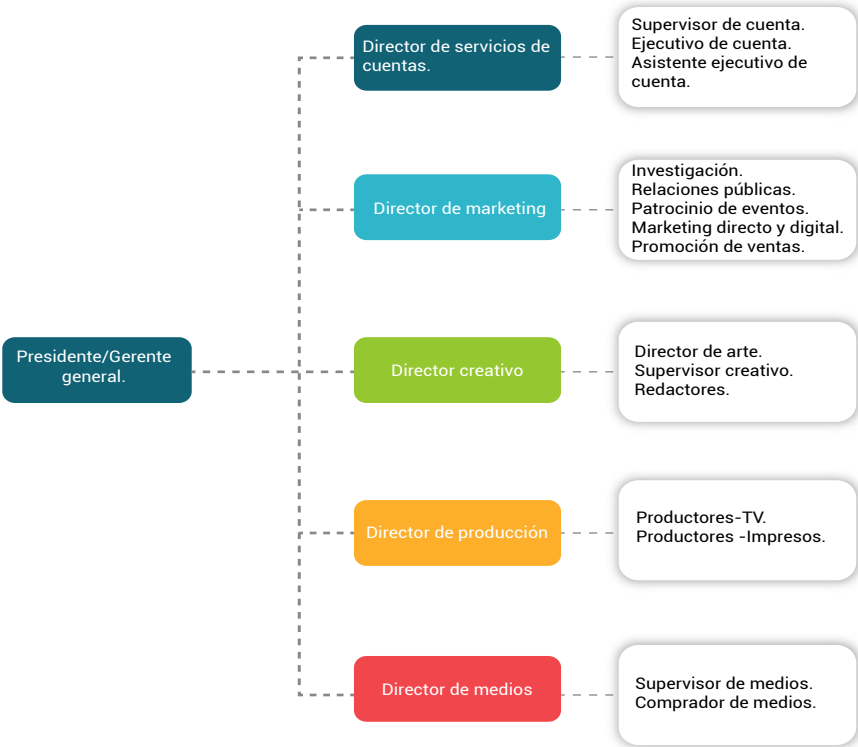 Presidente/Gerente
general.
Director de servicios de
cuentas.
Supervisor de cuenta.
Ejecutivo de cuenta.
Asistente ejecutivo de
cuenta.
Director de marketing
Investigación.
Relaciones públicas.
Patrocinio de eventos.
Marketing directo y digital.
Promoción de ventas.
Director creativo
Director de arte.
Supervisor creativo.
Redactores.
Director de producción
Productores-TV.
Productores -Impresos.
Director de medios
Supervisor de medios.
Comprador de medios.